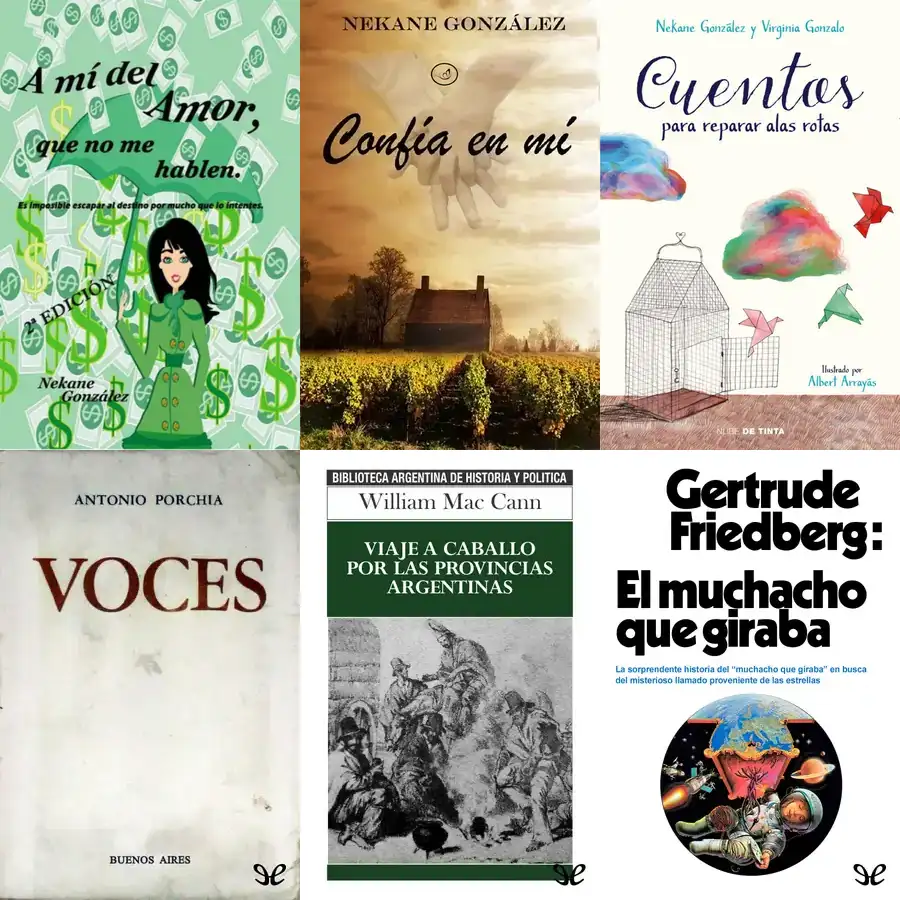 A mí del
Amor,
que no me
hablen.
Es imposible escapar al destino por mucho que lo intentes.
2ª EDICIÓN
Nekane
González
NEKANE GONZÁLEZ
Confía en mí
Nekane González y Virginia Gonzalo
Cuentos
para reparar alas rotas
Ilustrado por
Albert Arrayás
NUBE DE TINTA
ANTONIO PORCHIA
VOCES
BUENOS AIRES
BIBLIOTECA ARGENTINA DE HISTORIA Y POLITICA
William Mac Cann
VIAJE A CABALLO
POR LAS PROVINCIAS
ARGENTINAS
Gertrude
Friedberg:
El muchacho
que giraba
La sorprendente historia del "muchacho que giraba" en busca
del misterioso llamado proveniente de las estrellas